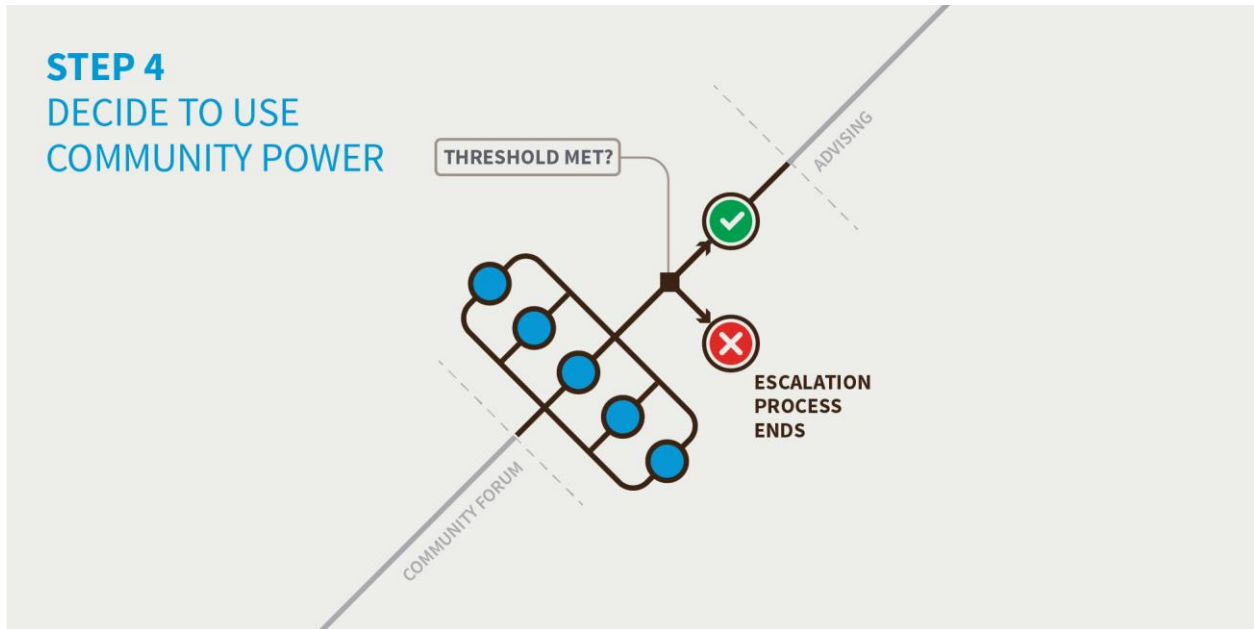 STEP 4
DECIDE TO USE
COMMUNITY POWER
THRESHOLD MET?
ADVISING
ESCALATION
PROCESS
ENDS
COMMUNITY FORUM